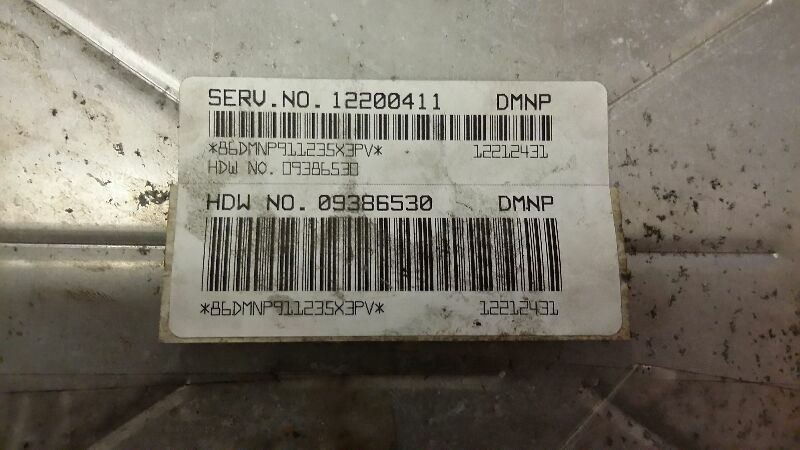 SERV.NO. 12200411 DMNP
*86DMNP911235X3PV* 12212431
HDW NO. 09386530
HDW NO. 09386530 DMNP
*86DMNP911235X3PV* 12212431